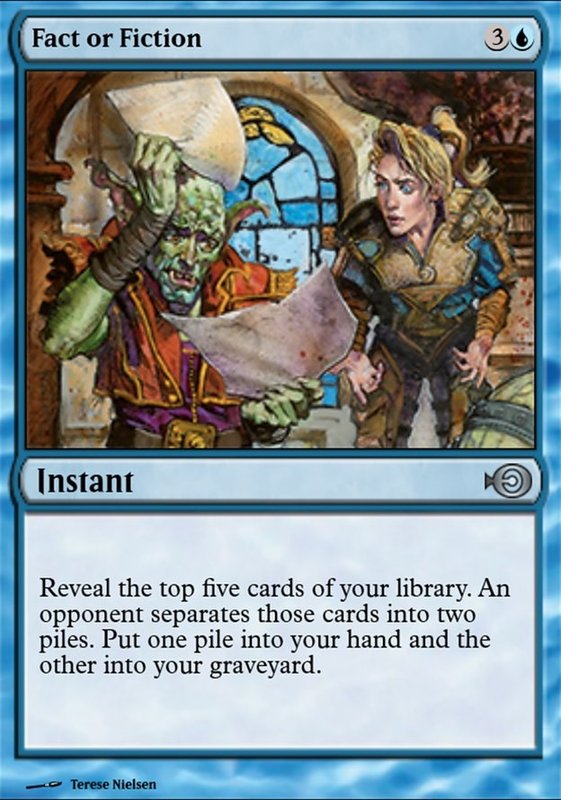 Fact or Fiction 3
Instant
Reveal the top five cards of your library. An
opponent separates those cards into two
piles. Put one pile into your hand and the
other into your graveyard.
Terese Nielsen